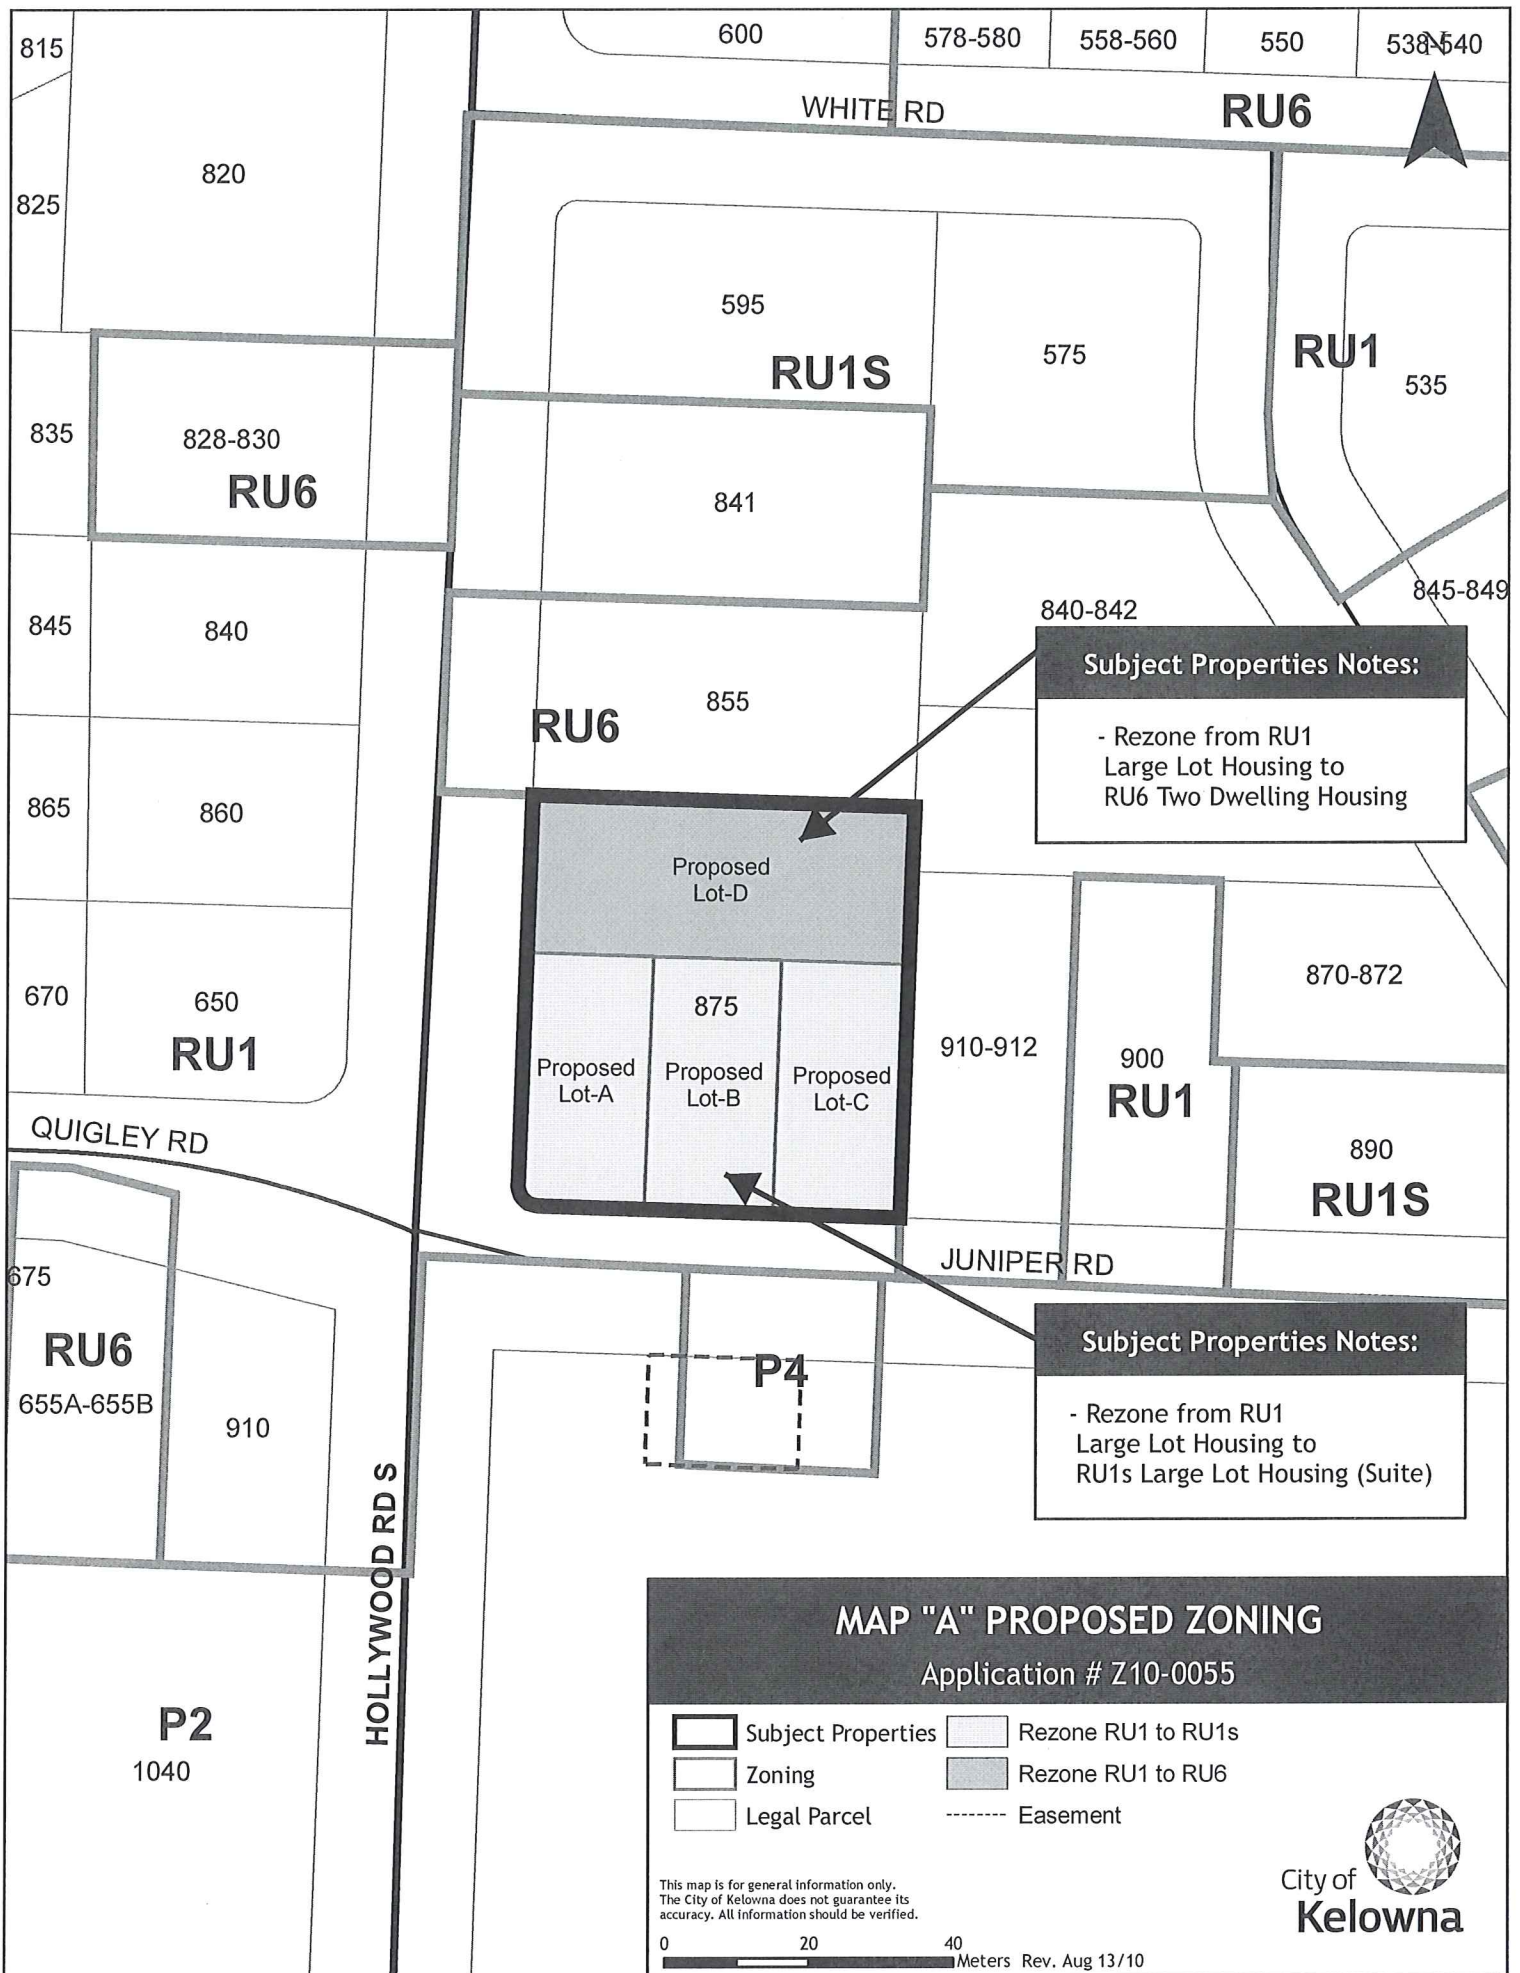 815
600
578-580
558-560
550
538-540
N
WHITE RD
RU6
820
825
595
RU1S
575
RU1
535
835
828-830
RU6
841
845
840
840-842
845-849
Subject Properties Notes:
- Rezone from RU1
Large Lot Housing to
RU6 Two Dwelling Housing
855
RU6
865
860
Proposed
Lot-D
670
650
RU1
875
Proposed
Lot-A
Proposed
Lot-B
Proposed
Lot-C
910-912
900
RU1
870-872
890
RU1S
QUIGLEY RD
JUNIPER RD
675
RU6
655A-655B
910
P4
Subject Properties Notes:
- Rezone from RU1
Large Lot Housing to
RU1s Large Lot Housing (Suite)
HOLLYWOOD RD S
P2
1040
MAP "A" PROPOSED ZONING
Application # Z10-0055
Subject Properties
Rezone RU1 to RU1s
Zoning
Rezone RU1 to RU6
Legal Parcel
Easement
This map is for general information only.
The City of Kelowna does not guarantee its
accuracy. All information should be verified.
0 20 40
Meters Rev. Aug 13/10
City of
Kelowna